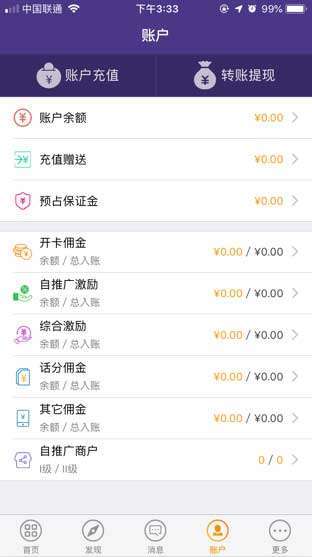 中国联通 下午3:33 99%
账户
账户充值 转账提现
账户余额 ¥0.00
充值赠送 ¥0.00
预占保证金 ¥0.00
开卡佣金
余额 / 总入账 ¥0.00 / ¥0.00
自推广激励
余额 / 总入账 ¥0.00 / ¥0.00
综合激励
余额 / 总入账 ¥0.00 / ¥0.00
话分佣金
余额 / 总入账 ¥0.00 / ¥0.00
其它佣金
余额 / 总入账 ¥0.00 / ¥0.00
自推广商户
I级 / II级 0 / 0
首页 发现 消息 账户 更多